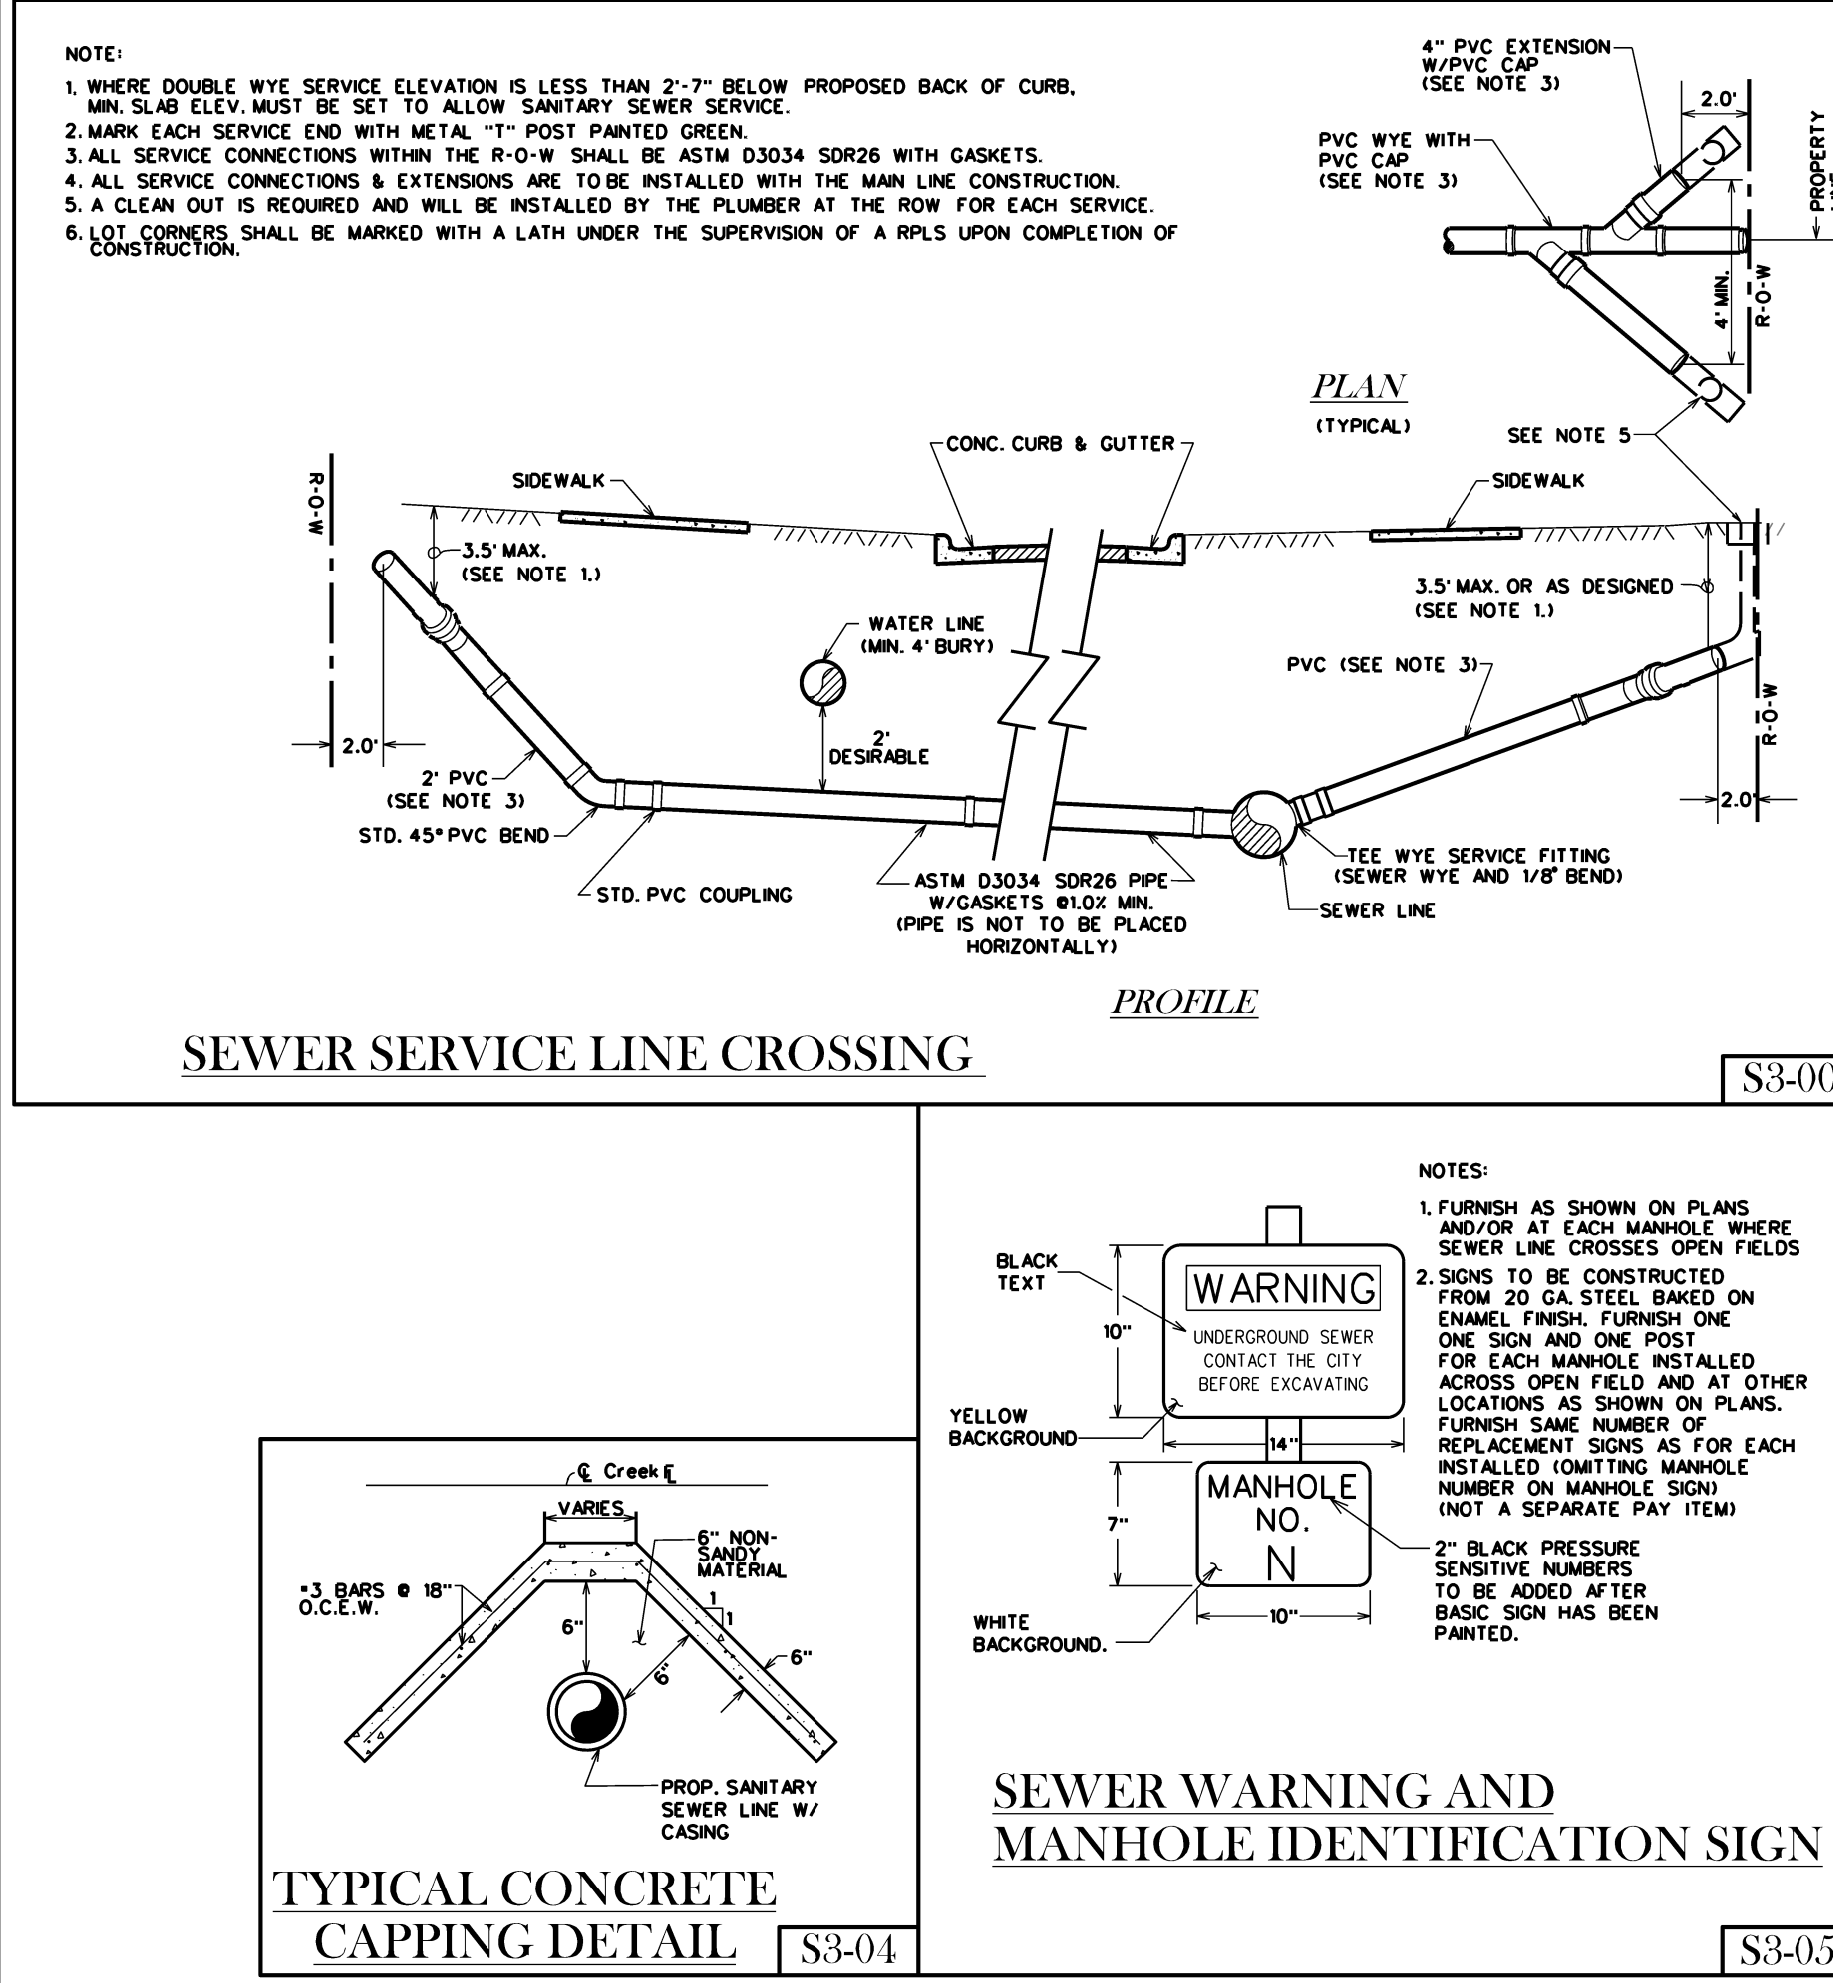 NOTE:
1. WHERE DOUBLE WYE SERVICE ELEVATION IS LESS THAN 2'-7" BELOW PROPOSED BACK OF CURB,
MIN. SLAB ELEV. MUST BE SET TO ALLOW SANITARY SEWER SERVICE.
2. MARK EACH SERVICE END WITH METAL "T" POST PAINTED GREEN.
3. ALL SERVICE CONNECTIONS WITHIN THE R-O-W SHALL BE ASTM D3034 SDR26 WITH GASKETS.
4. ALL SERVICE CONNECTIONS & EXTENSIONS ARE TO BE INSTALLED WITH THE MAIN LINE CONSTRUCTION.
5. A CLEAN OUT IS REQUIRED AND WILL BE INSTALLED BY THE PLUMBER AT THE ROW FOR EACH SERVICE.
6. LOT CORNERS SHALL BE MARKED WITH A LATH UNDER THE SUPERVISION OF A RPLS UPON COMPLETION OF
CONSTRUCTION.
4" PVC EXTENSION
W/PVC CAP
(SEE NOTE 3)
2.0'
PVC WYE WITH
PVC CAP
(SEE NOTE 3)
PROPERTY
4' MIN.
R-O-W
PLAN
(TYPICAL)
SEE NOTE 5
CONC. CURB & GUTTER
R-O-W
SIDEWALK
SIDEWALK
3.5' MAX.
(SEE NOTE 1.)
3.5' MAX. OR AS DESIGNED
(SEE NOTE 1.)
WATER LINE
(MIN. 4' BURY)
PVC (SEE NOTE 3)
R-O-W
2.0'
2'
DESIRABLE
2' PVC
(SEE NOTE 3)
2.0'
STD. 45° PVC BEND
STD. PVC COUPLING
ASTM D3034 SDR26 PIPE
W/GASKETS @1.0% MIN.
(PIPE IS NOT TO BE PLACED
HORIZONTALLY)
TEE WYE SERVICE FITTING
(SEWER WYE AND 1/8° BEND)
SEWER LINE
PROFILE
SEWER SERVICE LINE CROSSING
S3-00
℄ Creek ℄
VARIES
6" NON-
SANDY
MATERIAL
#3 BARS @ 18"
O.C.E.W.
1
1
6"
6"
6"
PROP. SANITARY
SEWER LINE W/
CASING
TYPICAL CONCRETE
CAPPING DETAIL
S3-04
NOTES:
1. FURNISH AS SHOWN ON PLANS
AND/OR AT EACH MANHOLE WHERE
SEWER LINE CROSSES OPEN FIELDS
2. SIGNS TO BE CONSTRUCTED
FROM 20 GA. STEEL BAKED ON
ENAMEL FINISH. FURNISH ONE
ONE SIGN AND ONE POST
FOR EACH MANHOLE INSTALLED
ACROSS OPEN FIELD AND AT OTHER
LOCATIONS AS SHOWN ON PLANS.
FURNISH SAME NUMBER OF
REPLACEMENT SIGNS AS FOR EACH
INSTALLED (OMITTING MANHOLE
NUMBER ON MANHOLE SIGN)
(NOT A SEPARATE PAY ITEM)
BLACK
TEXT
10"
WARNING
UNDERGROUND SEWER
CONTACT THE CITY
BEFORE EXCAVATING
YELLOW
BACKGROUND
14"
MANHOLE
NO.
N
7"
10"
WHITE
BACKGROUND.
2" BLACK PRESSURE
SENSITIVE NUMBERS
TO BE ADDED AFTER
BASIC SIGN HAS BEEN
PAINTED.
SEWER WARNING AND
MANHOLE IDENTIFICATION SIGN
S3-05